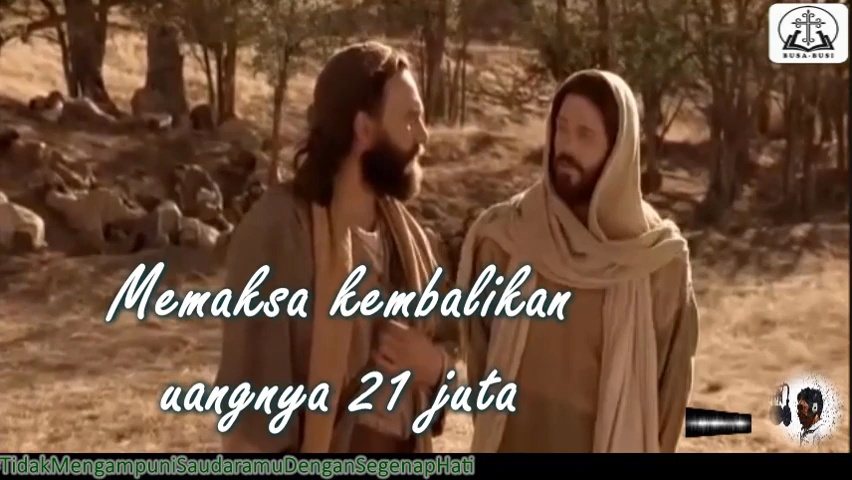 BUSA-BUSI
Memaksa kembalikan
uangnya 21 juta
TidakMengampuniSaudaramuDenganSegenapHati